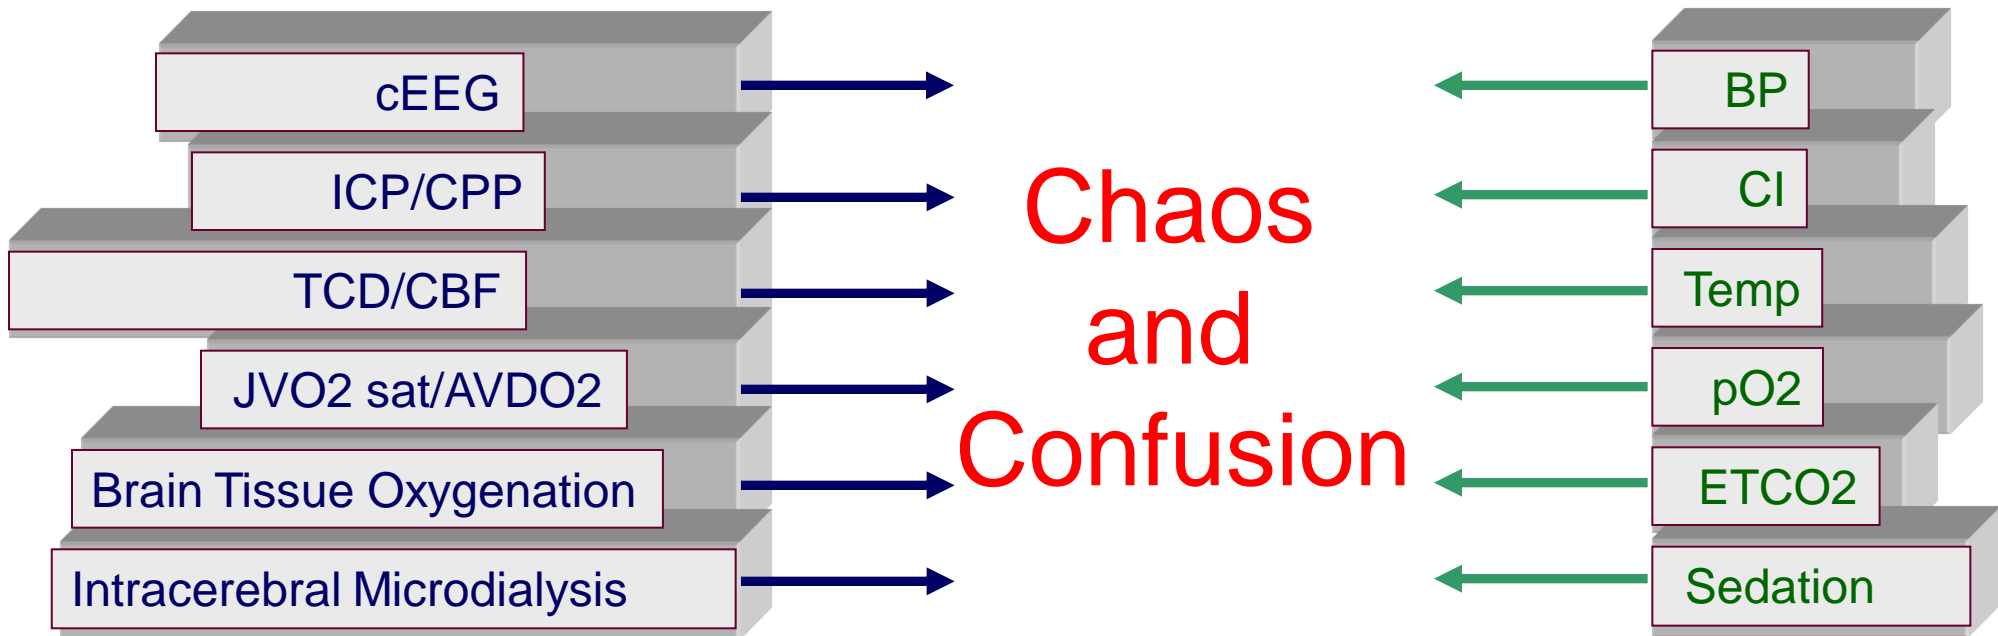 cEEG
ICP/CPP
TCD/CBF
JVO2 sat/AVDO2
Brain Tissue Oxygenation
Intracerebral Microdialysis
Chaos
and
Confusion
BP
CI
Temp
pO2
ETCO2
Sedation